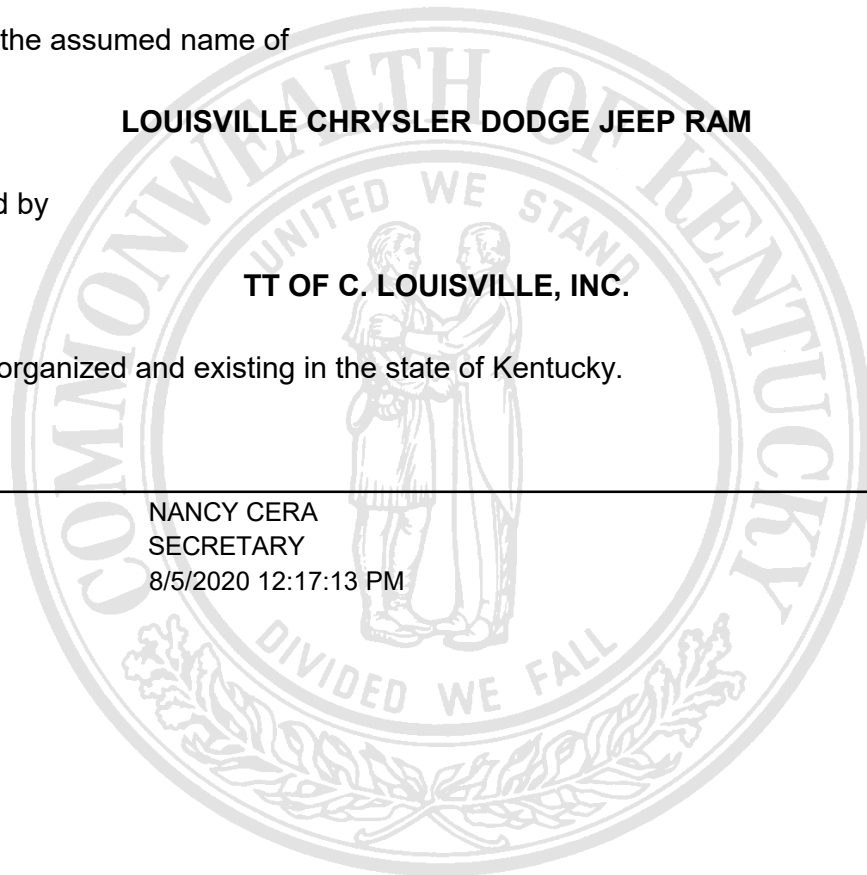 the assumed name of
LOUISVILLE CHRYSLER DODGE JEEP RAM
d by
TT OF C. LOUISVILLE, INC.
organized and existing in the state of Kentucky.
NANCY CERA
SECRETARY
8/5/2020 12:17:13 PM
COMMONWEALTH OF KENTUCKY
UNITED WE STAND
DIVIDED WE FALL